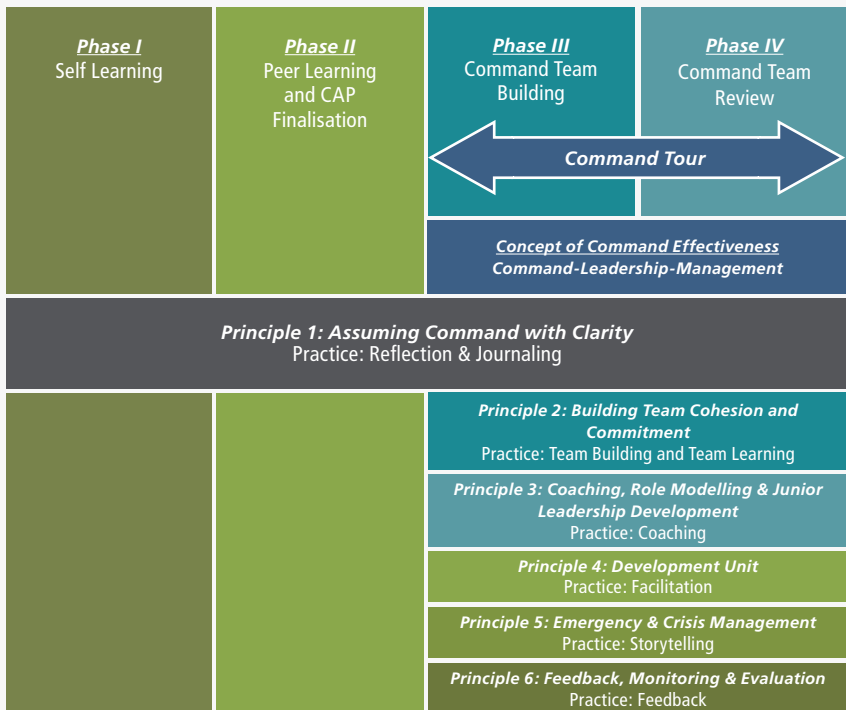 Phase I
Self Learning
Phase II
Peer Learning
and CAP
Finalisation
Phase III
Command Team
Building
Phase IV
Command Team
Review
Command Tour
Concept of Command Effectiveness
Command-Leadership-Management
Principle 1: Assuming Command with Clarity
Practice: Reflection & Journaling
Principle 2: Building Team Cohesion and
Commitment
Practice: Team Building and Team Learning
Principle 3: Coaching, Role Modelling & Junior
Leadership Development
Practice: Coaching
Principle 4: Development Unit
Practice: Facilitation
Principle 5: Emergency & Crisis Management
Practice: Storytelling
Principle 6: Feedback, Monitoring & Evaluation
Practice: Feedback